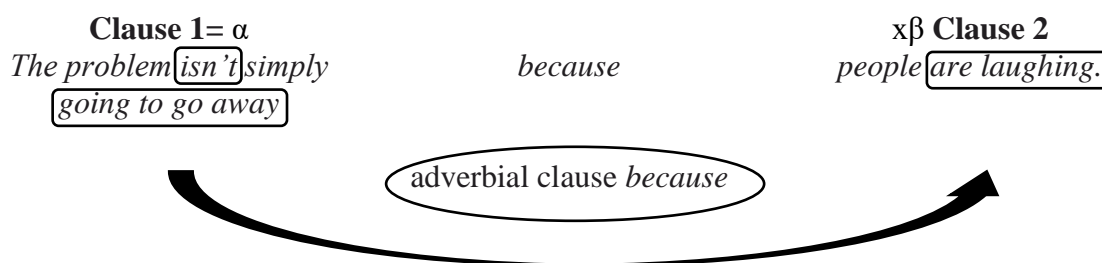 Clause 1= α xβ Clause 2
The problem isn't simply because people are laughing.
going to go away
adverbial clause because